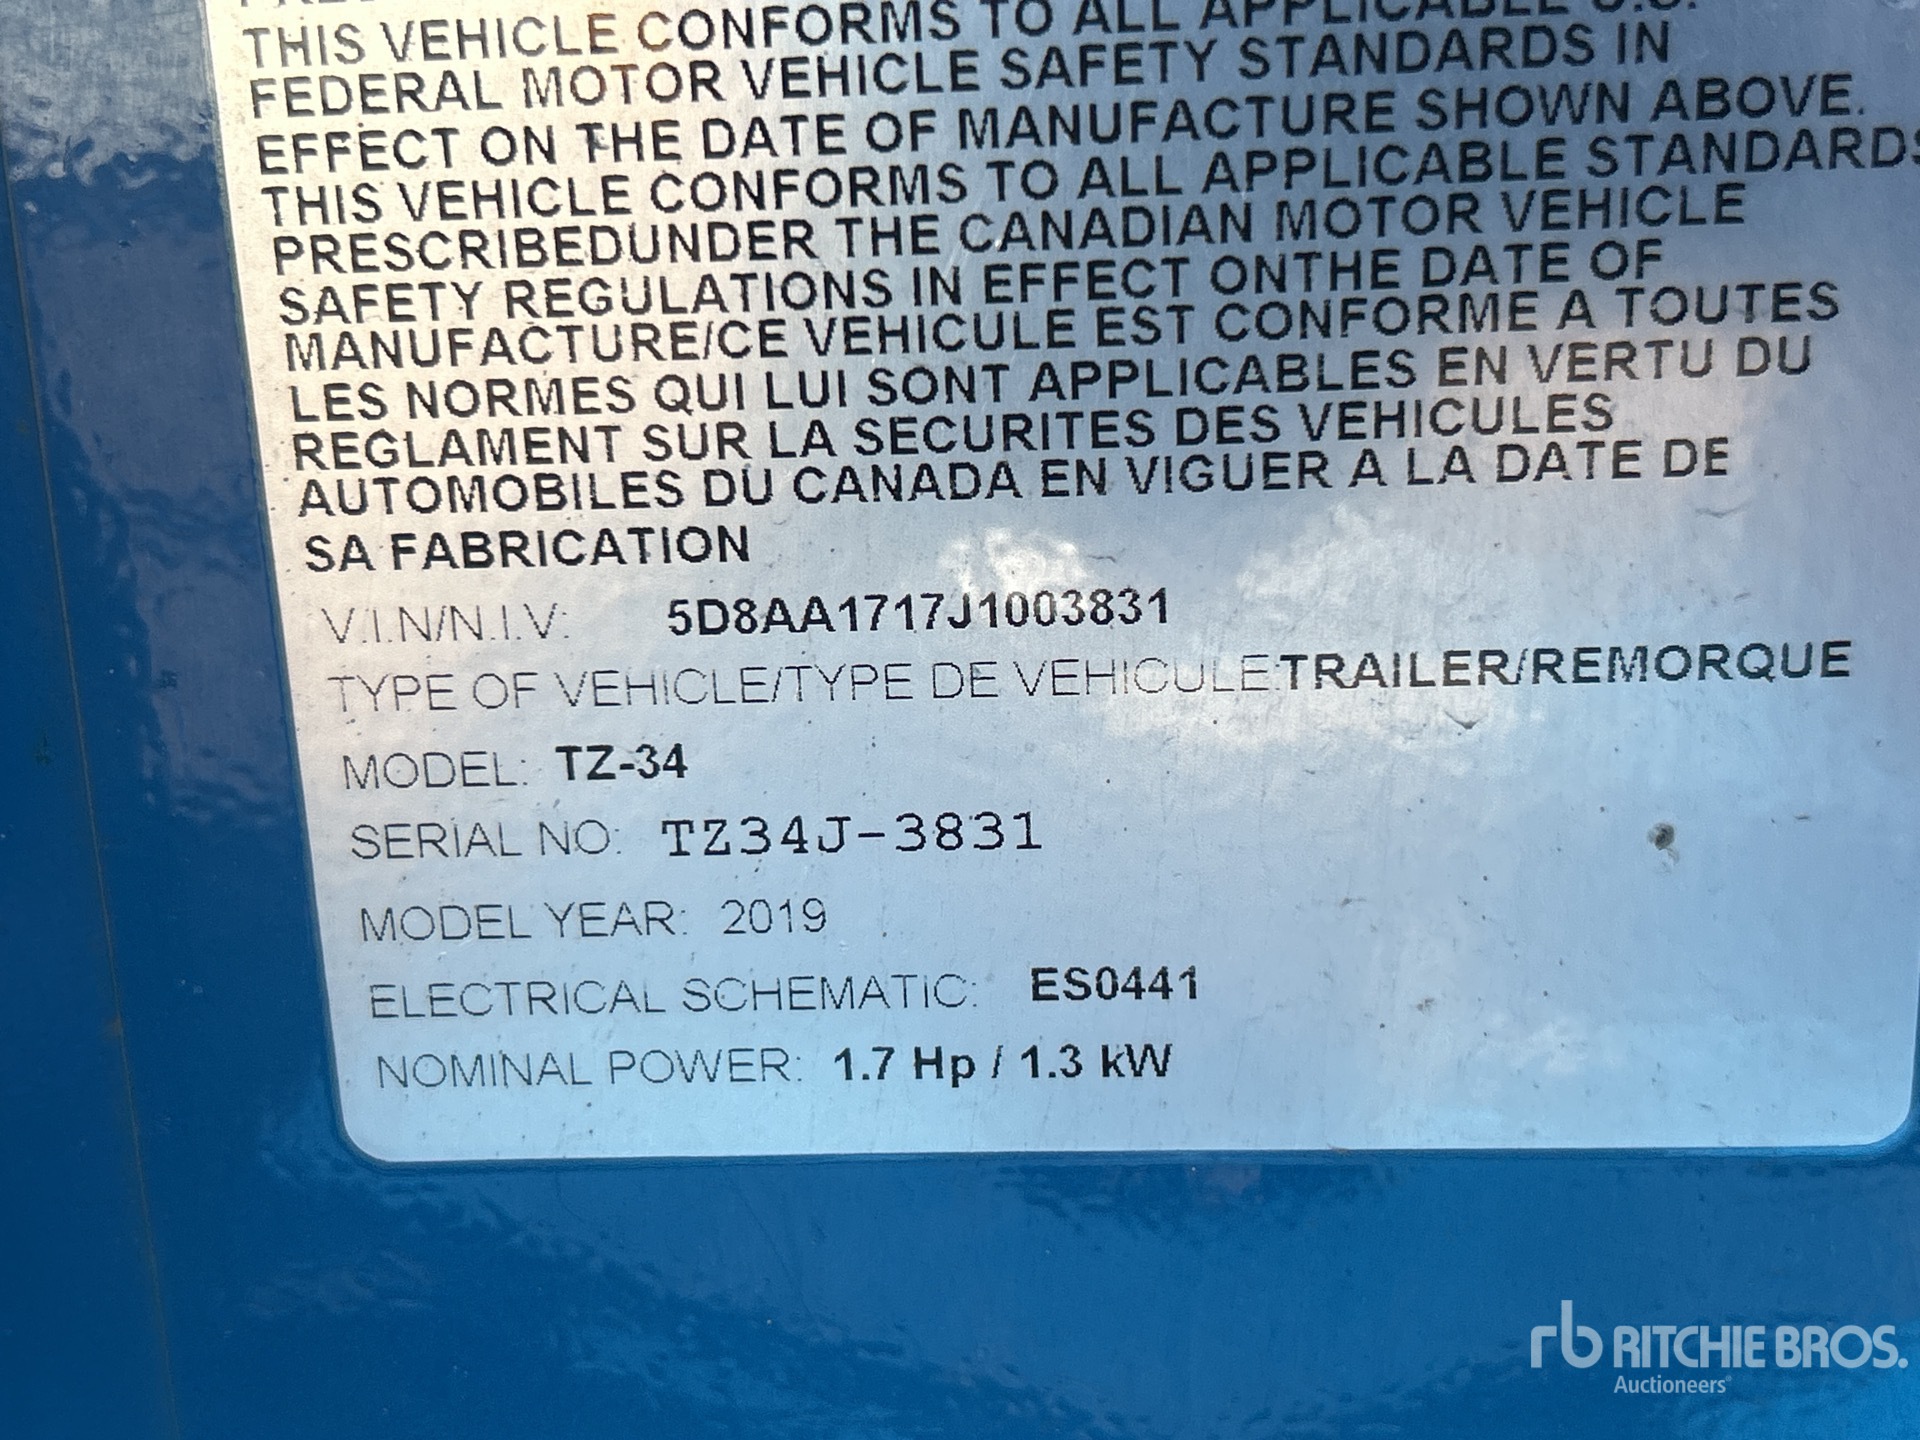 THIS VEHICLE CONFORMS TO ALL APPLICABLE U.S.
FEDERAL MOTOR VEHICLE SAFETY STANDARDS IN
EFFECT ON THE DATE OF MANUFACTURE SHOWN ABOVE.
THIS VEHICLE CONFORMS TO ALL APPLICABLE STANDARDS
PRESCRIBEDUNDER THE CANADIAN MOTOR VEHICLE
SAFETY REGULATIONS IN EFFECT ONTHE DATE OF
MANUFACTURE/CE VEHICULE EST CONFORME A TOUTES
LES NORMES QUI LUI SONT APPLICABLES EN VERTU DU
REGLAMENT SUR LA SECURITES DES VEHICULES
AUTOMOBILES DU CANADA EN VIGUER A LA DATE DE
SA FABRICATION
V.I.N/N.I.V: 5D8AA1717J1003831
TYPE OF VEHICLE/TYPE DE VEHICULE:TRAILER/REMORQUE
MODEL: TZ-34
SERIAL NO: TZ34J-3831
MODEL YEAR: 2019
ELECTRICAL SCHEMATIC: ES0441
NOMINAL POWER: 1.7 Hp / 1.3 kW
rb RITCHIE BROS.
Auctioneers